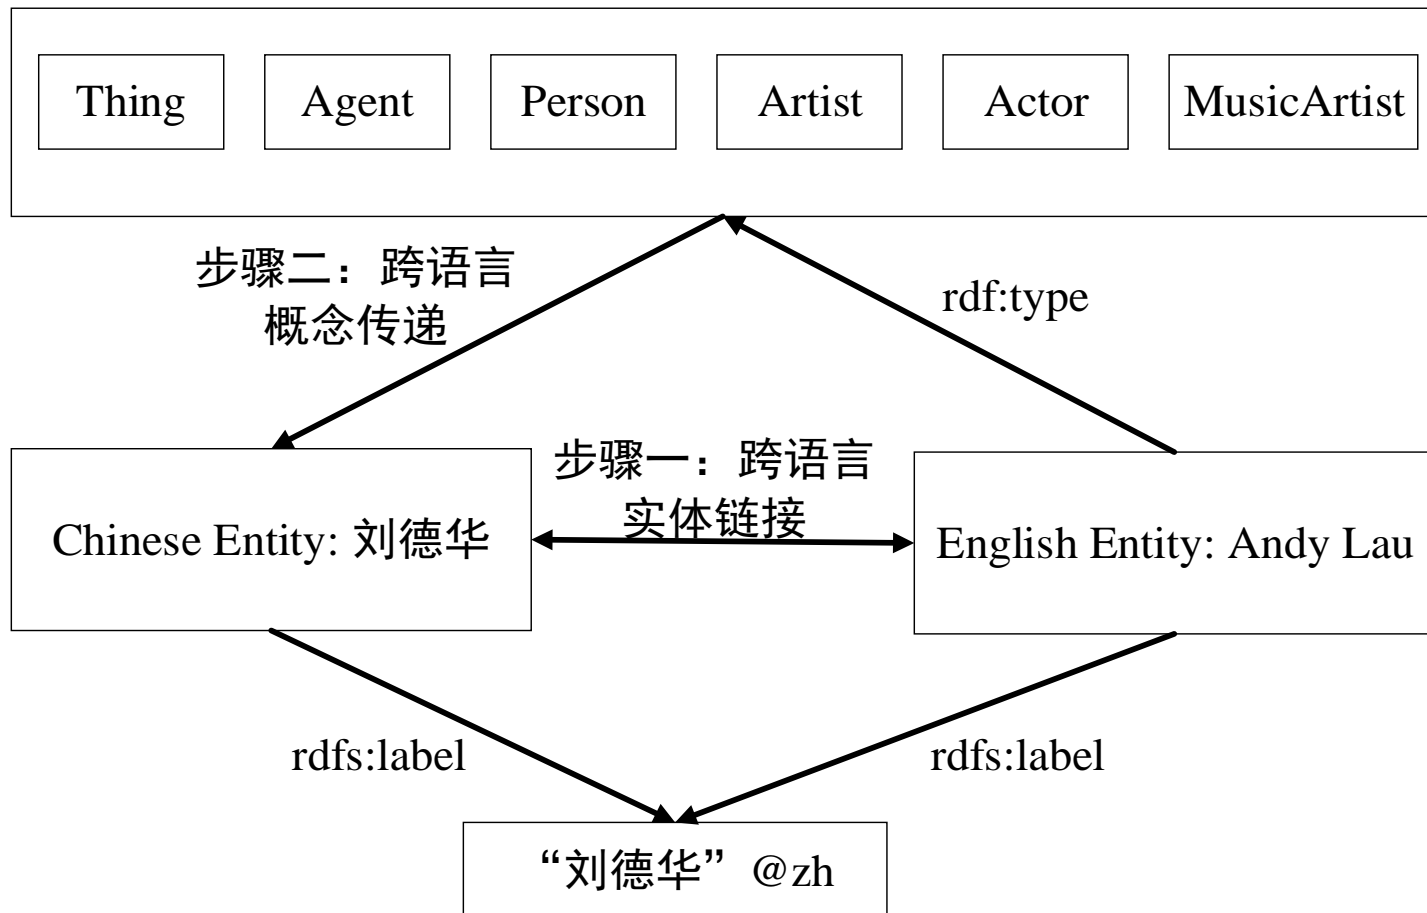 Thing
Agent
Person
Artist
Actor
MusicArtist
步骤二：跨语言
概念传递
rdf:type
步骤一：跨语言
实体链接
Chinese Entity: 刘德华
English Entity: Andy Lau
rdfs:label
rdfs:label
“刘德华”@zh